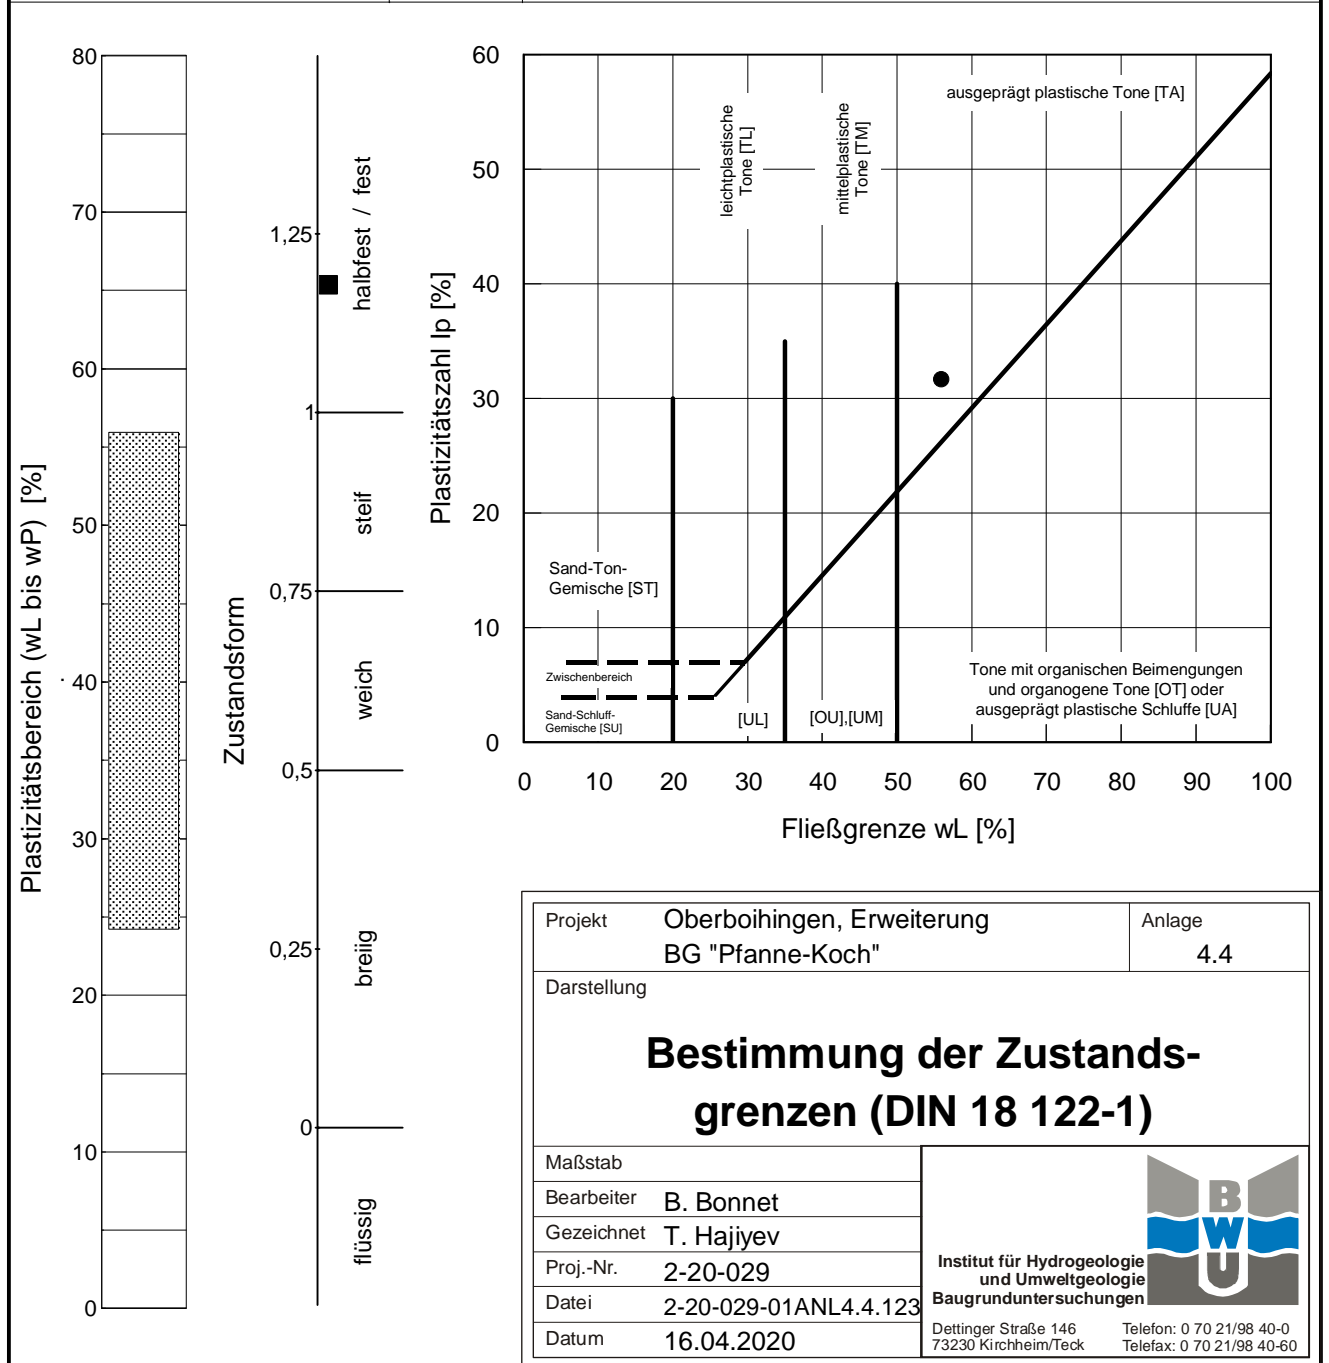 80
70
60
50
40
30
20
10
0
Plastizitätsbereich (wL bis wP) [%]
Zustandsform
1,25
1
0,75
0,5
0,25
0
halbfest / fest
steif
weich
breiig
flüssig
Plastizitätszahl Ip [%]
60
50
40
30
20
10
0
leichtplastische
Tone [TL]
mittelplastische
Tone [TM]
ausgeprägt plastische Tone [TA]
Sand-Ton-
Gemische [ST]
Zwischenbereich
Sand-Schluff-
Gemische [SU]
[UL]
[OU],[UM]
Tone mit organischen Beimengungen
und organogene Tone [OT] oder
ausgeprägt plastische Schluffe [UA]
0 10 20 30 40 50 60 70 80 90 100
Fließgrenze wL [%]
Projekt Oberboihingen, Erweiterung
BG "Pfanne-Koch"
Anlage
4.4
Darstellung
Bestimmung der Zustands-
grenzen (DIN 18 122-1)
Maßstab
Bearbeiter B. Bonnet
Gezeichnet T. Hajiyev
Proj.-Nr. 2-20-029
Datei 2-20-029-01ANL4.4.123
Datum 16.04.2020
B
W
U
Institut für Hydrogeologie
und Umweltgeologie
Baugrunduntersuchungen
Dettinger Straße 146 Telefon: 0 70 21/98 40-0
73230 Kirchheim/Teck Telefax: 0 70 21/98 40-60